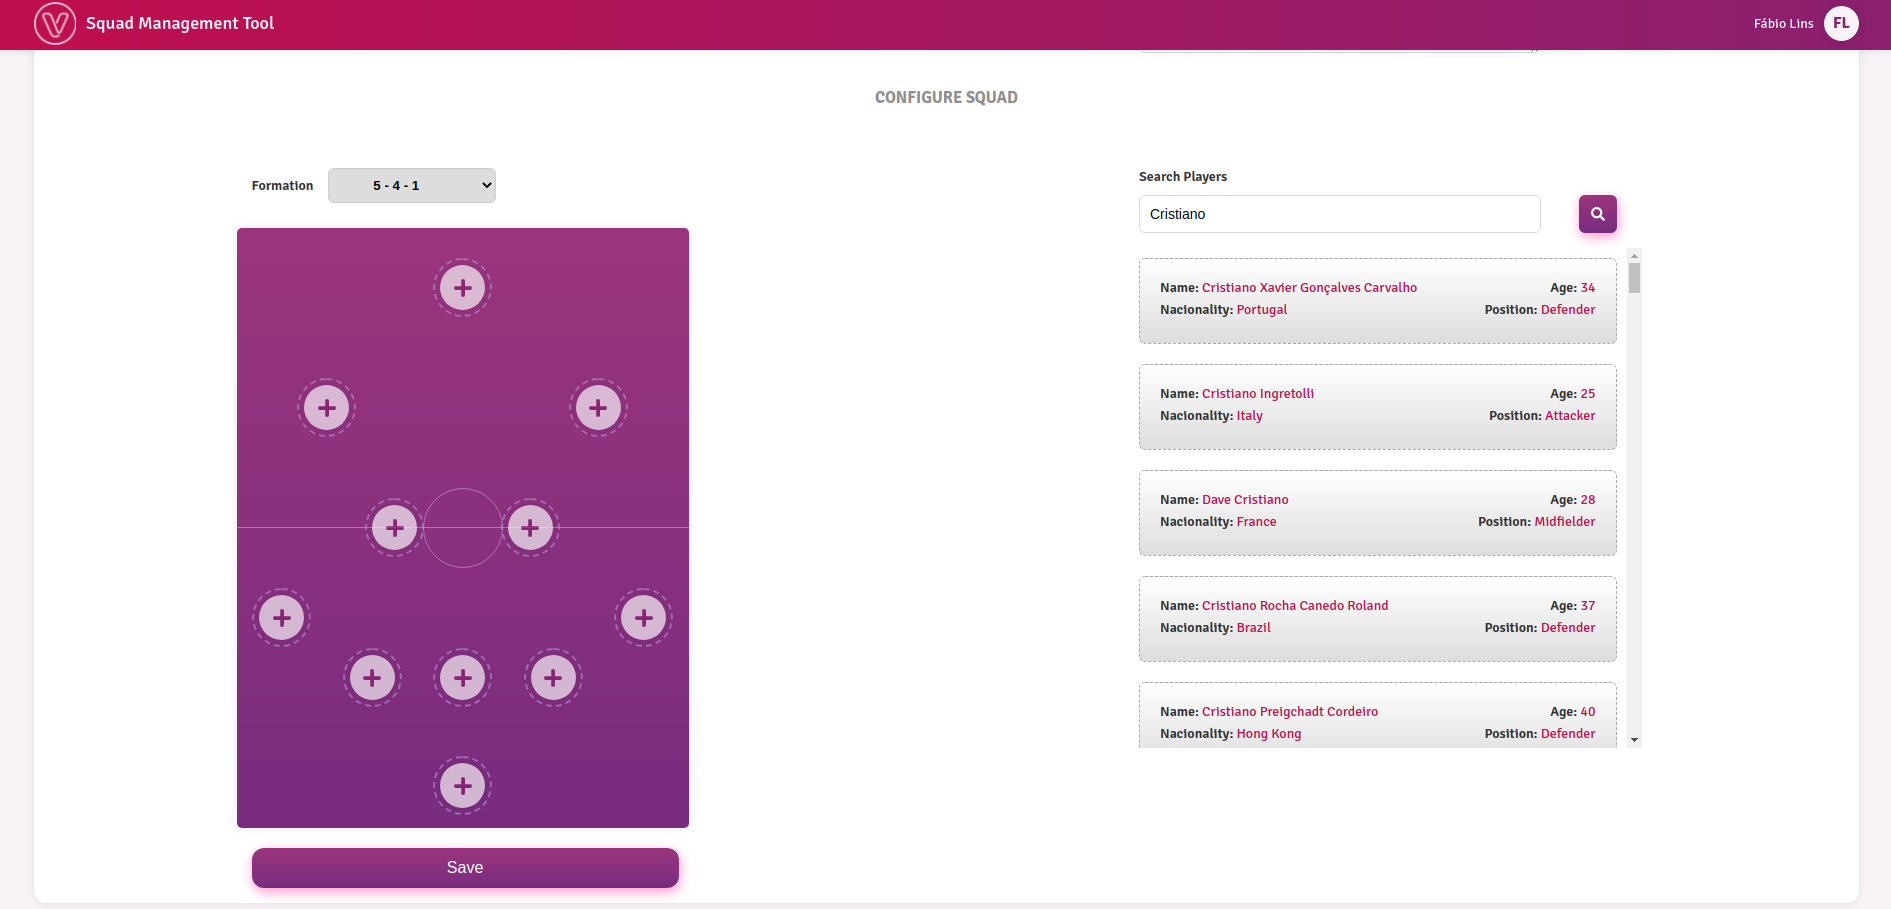 Squad Management Tool
Fábio Lins
FL
CONFIGURE SQUAD
Formation
5 - 4 - 1
Save
Search Players
Cristiano
Name: Cristiano Xavier Gonçalves Carvalho
Age: 34
Nacionality: Portugal
Position: Defender
Name: Cristiano Ingretolli
Age: 25
Nacionality: Italy
Position: Attacker
Name: Dave Cristiano
Age: 28
Nacionality: France
Position: Midfielder
Name: Cristiano Rocha Canedo Roland
Age: 37
Nacionality: Brazil
Position: Defender
Name: Cristiano Preigchadt Cordeiro
Age: 40
Nacionality: Hong Kong
Position: Defender